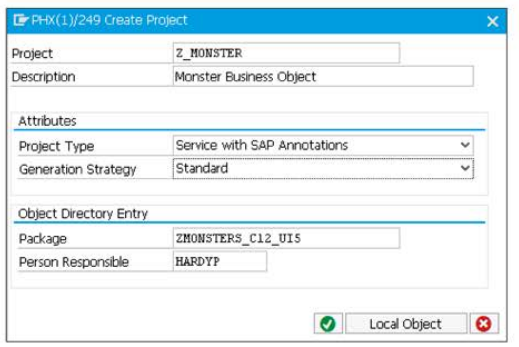 PHX(1)/249 Create Project
Project Z_MONSTER
Description Monster Business Object
Attributes
Project Type Service with SAP Annotations
Generation Strategy Standard
Object Directory Entry
Package ZMONSTERS_C12_UI5
Person Responsible HARDYP
Local Object